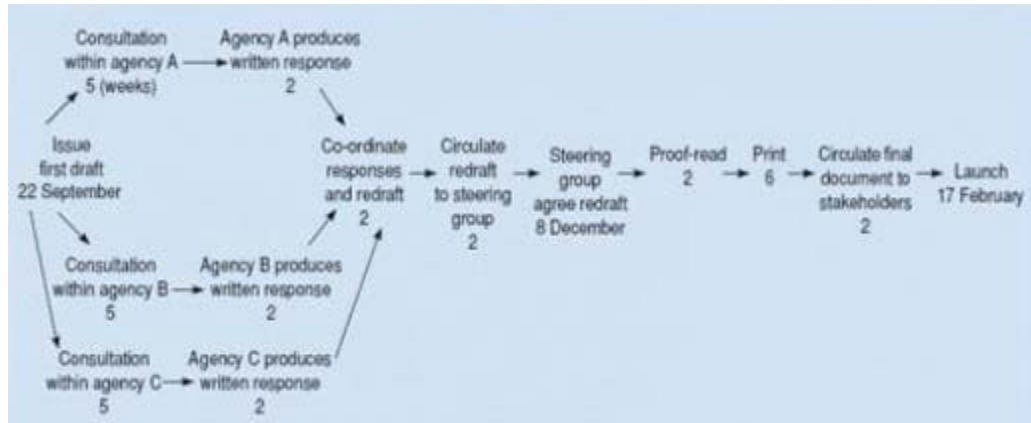 Consultation
within agency A
5 (weeks)
Agency A produces
written response
2
Issue
first draft
22 September
Co-ordinate
responses
and redraft
2
Circulate
redraft
to steering
group
2
Steering
group
agree redraft
8 December
Proof-read
2
Print
6
Circulate final
document to
stakeholders
2
Launch
17 February
Consultation
within agency B
5
Agency B produces
written response
2
Consultation
within agency C
5
Agency C produces
written response
2